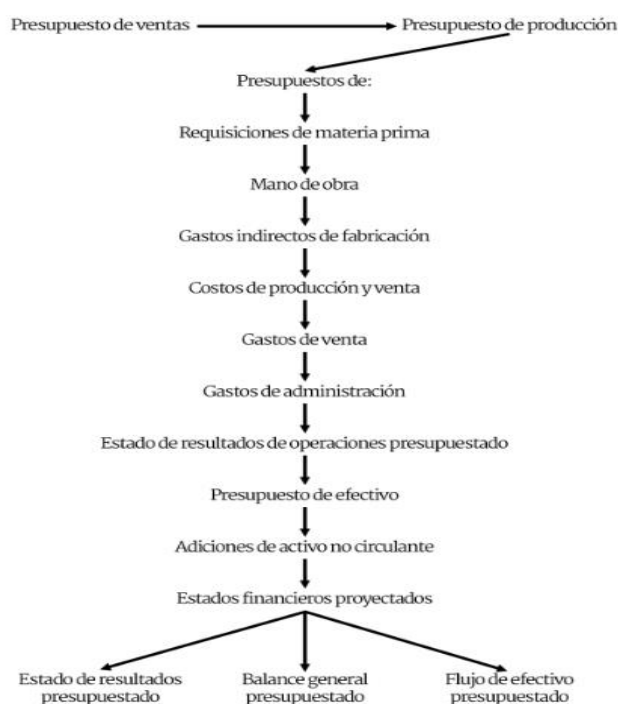 Presupuesto de ventas
Presupuesto de producción
Presupuestos de:
Requisiciones de materia prima
Mano de obra
Gastos indirectos de fabricación
Costos de producción y venta
Gastos de venta
Gastos de administración
Estado de resultados de operaciones presupuestado
Presupuesto de efectivo
Adiciones de activo no circulante
Estados financieros proyectados
Estado de resultados
presupuestado
Balance general
presupuestado
Flujo de efectivo
presupuestado